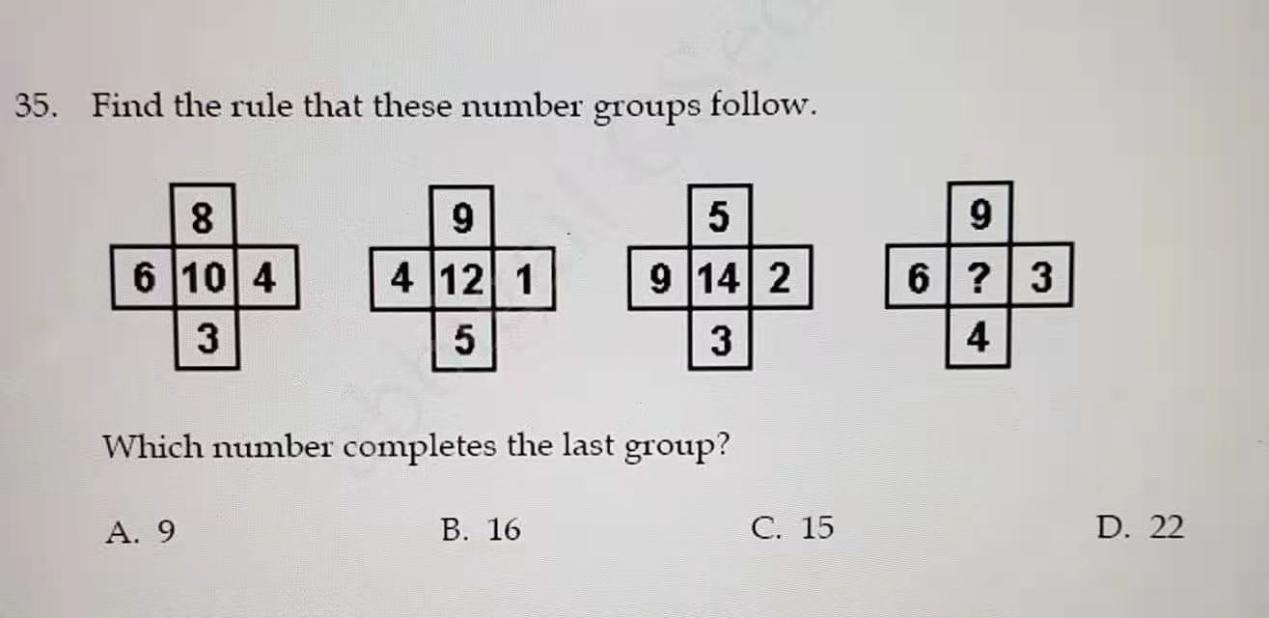 35. Find the rule that these number groups follow.
8 9 5 9
6 10 4 4 12 1 9 14 2 6 ? 3
3 5 3 4
Which number completes the last group?
A. 9 B. 16 C. 15 D. 22